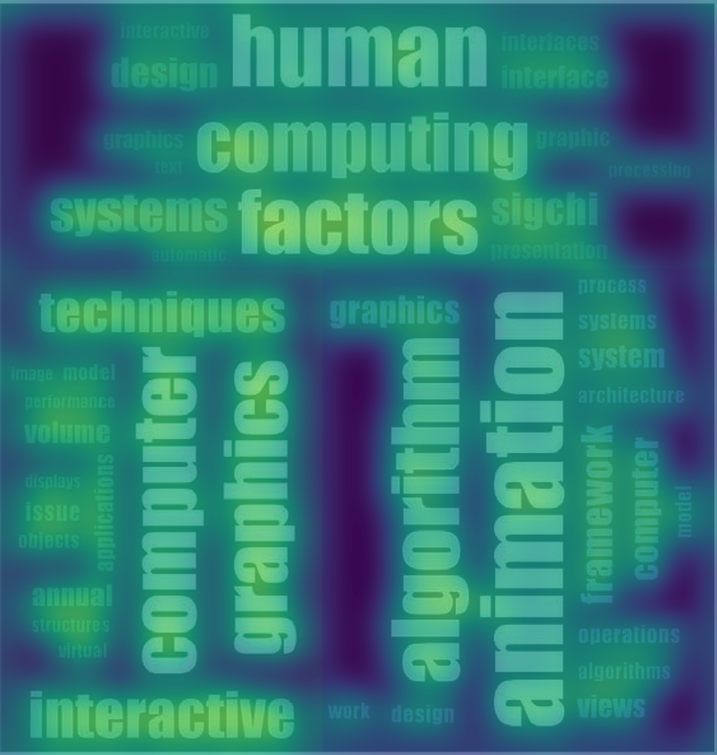 interactive
human
interfaces
design
interface
graphics
computing
graphic
text
processing
systems
factors
sigchi
automatic
presentation
techniques
graphics
animation
process
systems
system
architecture
image model
performance
volume
computer
graphics
algorithm
displays
issue
objects
applications
framework
computer
model
annual
structures
virtual
operations
algorithms
views
interactive
work
design